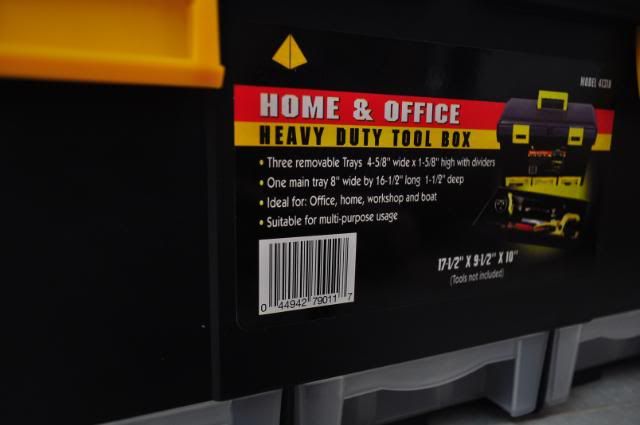 MODEL 41318
HOME & OFFICE
HEAVY DUTY TOOL BOX
• Three removable Trays 4-5/8" wide x 1-5/8" high with dividers
• One main tray 8" wide by 16-1/2" long 1-1/2" deep
• Ideal for: Office, home, workshop and boat
• Suitable for multi-purpose usage
17-1/2" X 9-1/2" X 10"
(Tools not included)
0 44942 79011 7